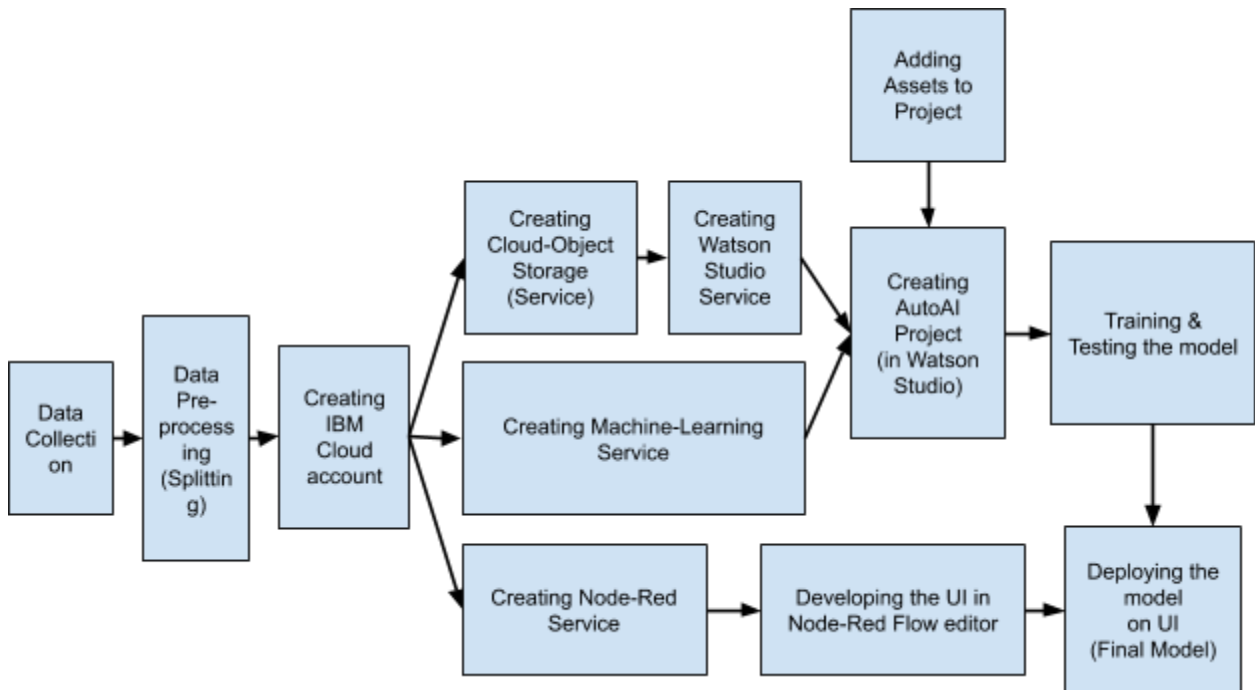 Adding
Assets to
Project
Creating
Cloud-Object
Storage
(Service)
Creating
Watson
Studio
Service
Creating
AutoAI
Project
(in Watson
Studio)
Training &
Testing the model
Data
Collecti
on
Data
Pre-
process
ing
(Splittin
g)
Creating
IBM
Cloud
account
Creating Machine-Learning
Service
Creating Node-Red
Service
Developing the UI in
Node-Red Flow editor
Deploying the
model
on UI
(Final Model)